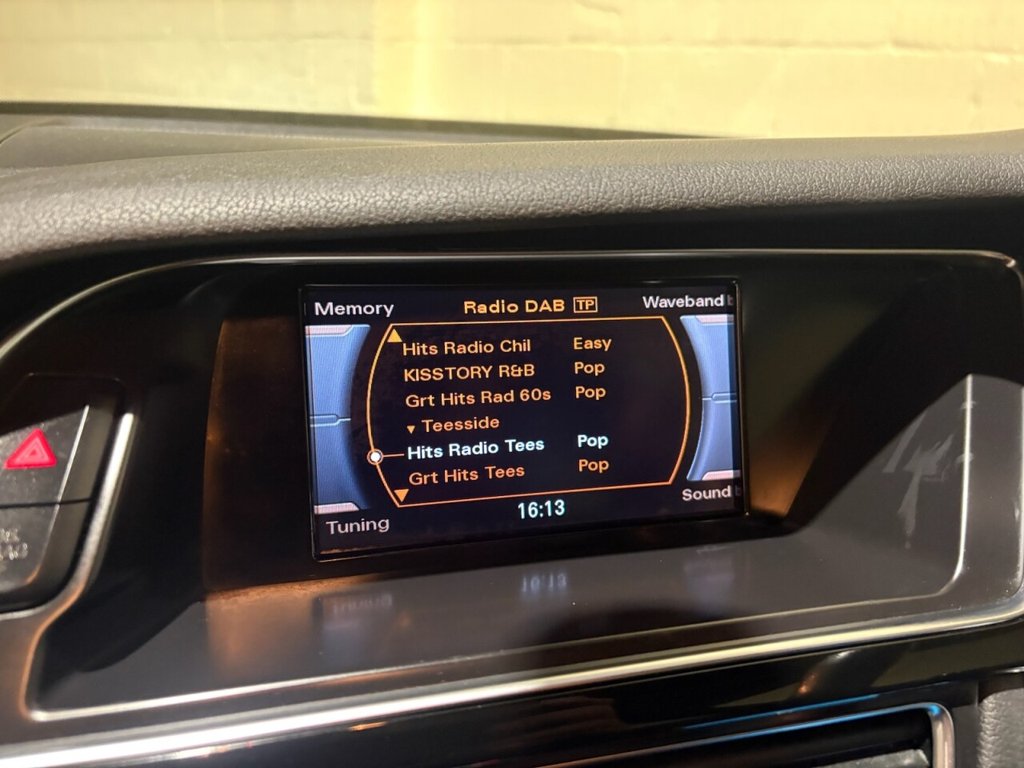 Memory Radio DAB TP Waveband
Hits Radio Chil Easy
KISSTORY R&B Pop
Grt Hits Rad 60s Pop
▾ Teesside
Hits Radio Tees Pop
Grt Hits Tees Pop
Tuning 16:13 Sound